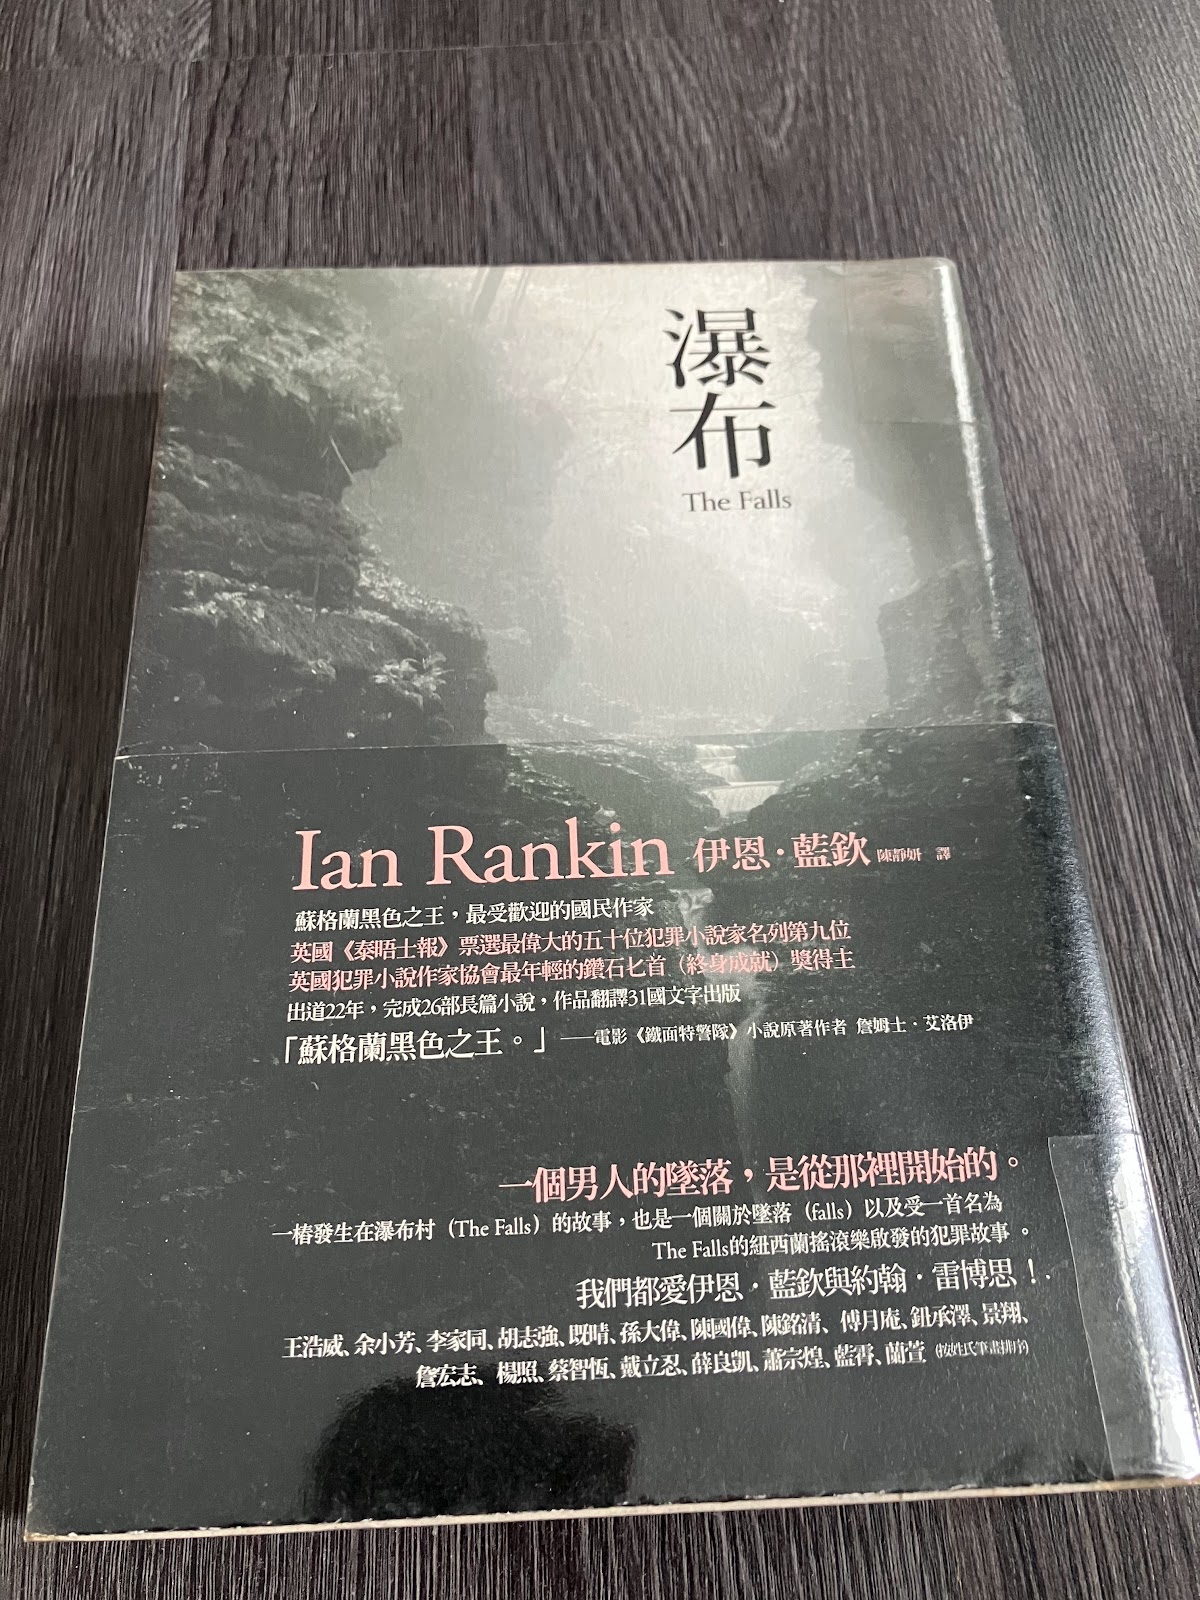 瀑布
The Falls
Ian Rankin 伊恩·藍欽 陳靜妍 譯
蘇格蘭黑色之王，最受歡迎的國民作家
英國《泰晤士報》票選最偉大的五十位犯罪小說家名列第九位
英國犯罪小說作家協會最年輕的鑽石匕首（終身成就）獎得主
出道22年，完成26部長篇小說，作品翻譯31國文字出版
「蘇格蘭黑色之王。」——電影《鐵面特警隊》小說原著作者 詹姆士·艾洛伊
一個男人的墜落，是從那裡開始的。
一樁發生在瀑布村（The Falls）的故事，也是一個關於墜落（falls）以及受一首名為
The Falls的紐西蘭搖滾樂啟發的犯罪故事。
我們都愛伊恩·藍欽與約翰·雷博思！
王浩威、余小芳、李家同、胡志強、既晴、孫大偉、陳國偉、陳銘清、傅月庵、鈕承澤、景翔、
詹宏志、楊照、蔡智恆、戴立忍、薛良凱、蕭宗煌、藍霄、蘭萱（按姓氏筆畫排序）